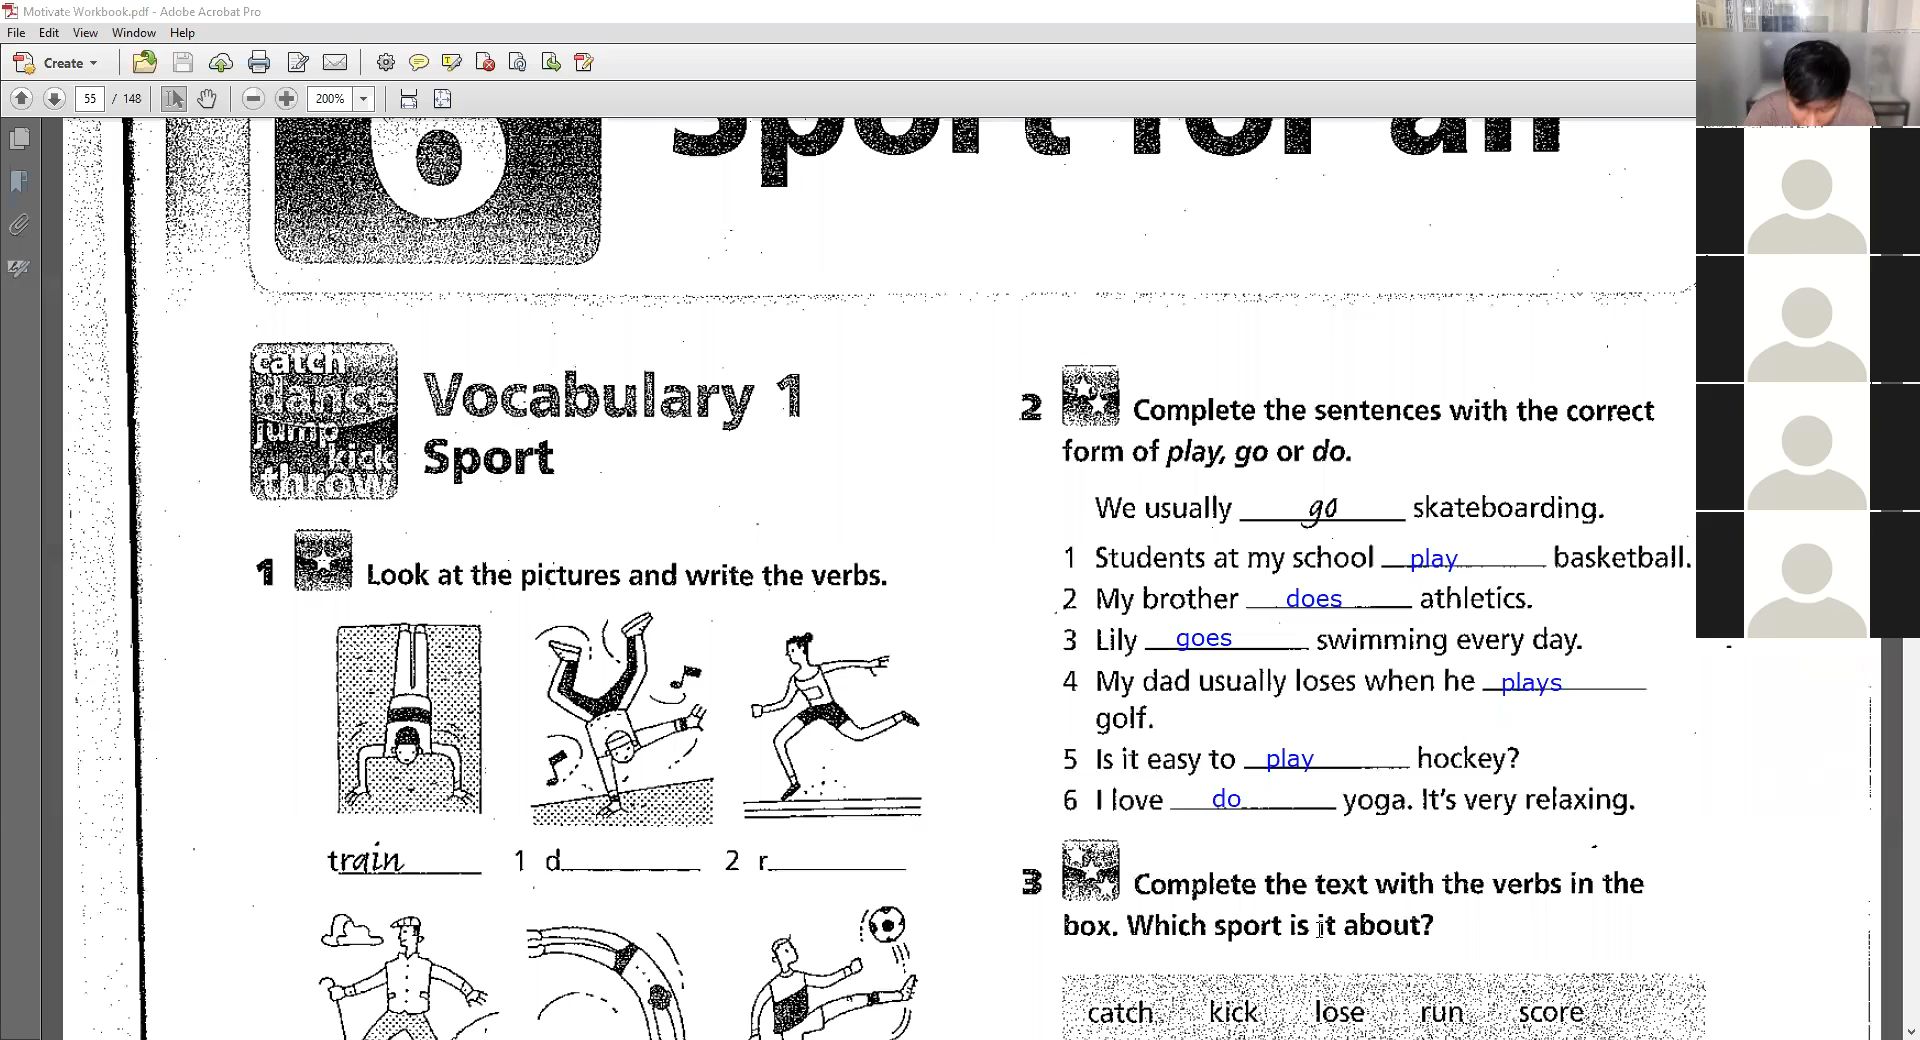 Motivate Workbook.pdf - Adobe Acrobat Pro
File Edit View Window Help
Create
55 / 148 200%
6 Sport for all
catch
dance
jump
kick
throw
Vocabulary 1
Sport
1 Look at the pictures and write the verbs.
train 1 d 2 r
2 Complete the sentences with the correct
form of play, go or do.
We usually go skateboarding.
1 Students at my school play basketball.
2 My brother does athletics.
3 Lily goes swimming every day.
4 My dad usually loses when he plays
golf.
5 Is it easy to play hockey?
6 I love do yoga. It's very relaxing.
3 Complete the text with the verbs in the
box. Which sport is it about?
catch kick lose run score